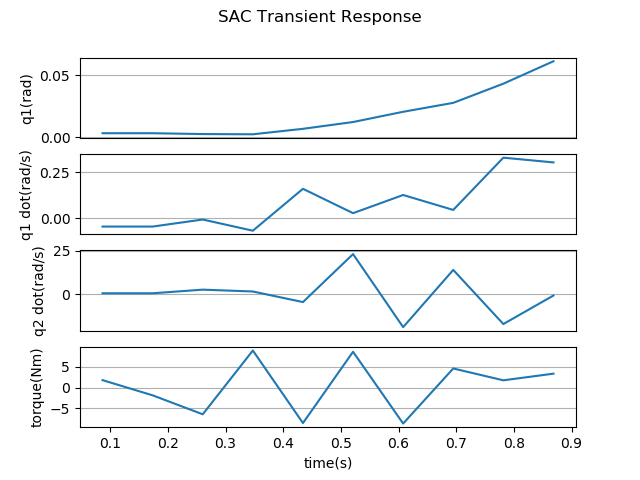 SAC Transient Response
q1(rad)
0.05
0.00
q1 dot(rad/s)
0.25
0.00
q2 dot(rad/s)
25
0
torque(Nm)
5
0
−5
0.1 0.2 0.3 0.4 0.5 0.6 0.7 0.8 0.9
time(s)